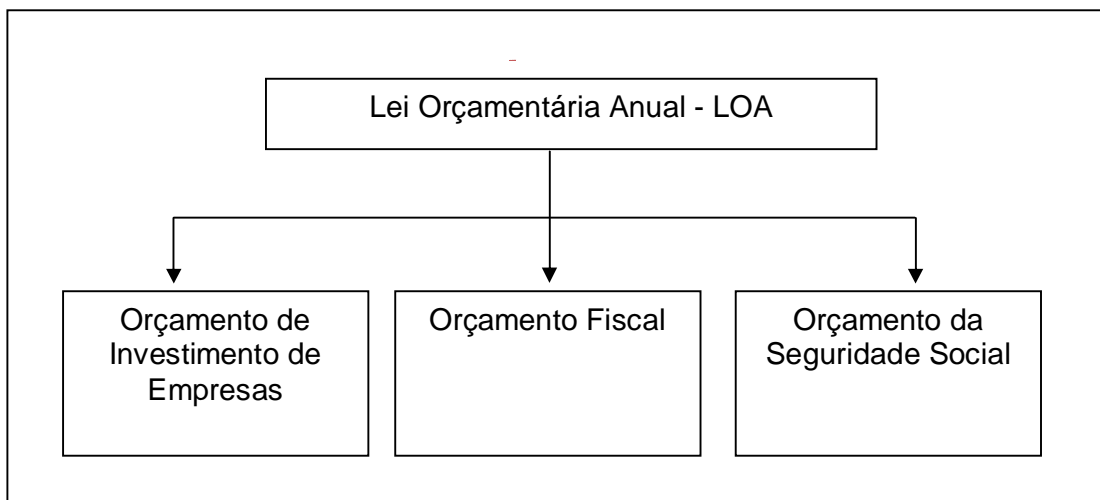 Lei Orçamentária Anual - LOA
Orçamento de
Investimento de
Empresas
Orçamento Fiscal
Orçamento da
Seguridade Social